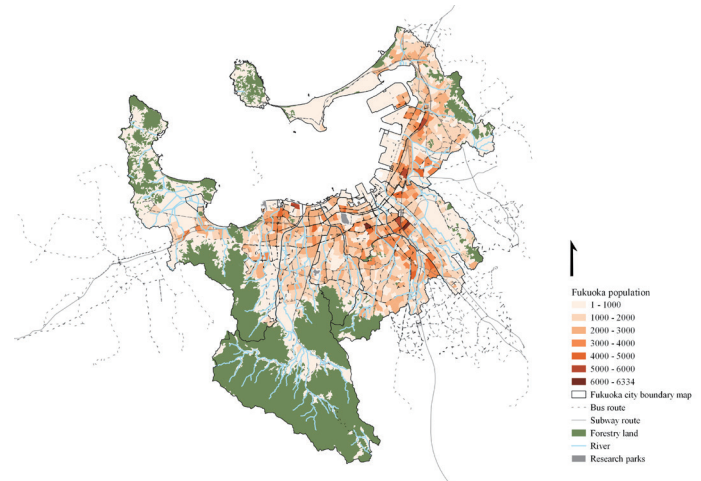 Fukuoka population
1 - 1000
1000 - 2000
2000 - 3000
3000 - 4000
4000 - 5000
5000 - 6000
6000 - 6334
Fukuoka city boundary map
Bus route
Subway route
Forestry land
River
Research parks